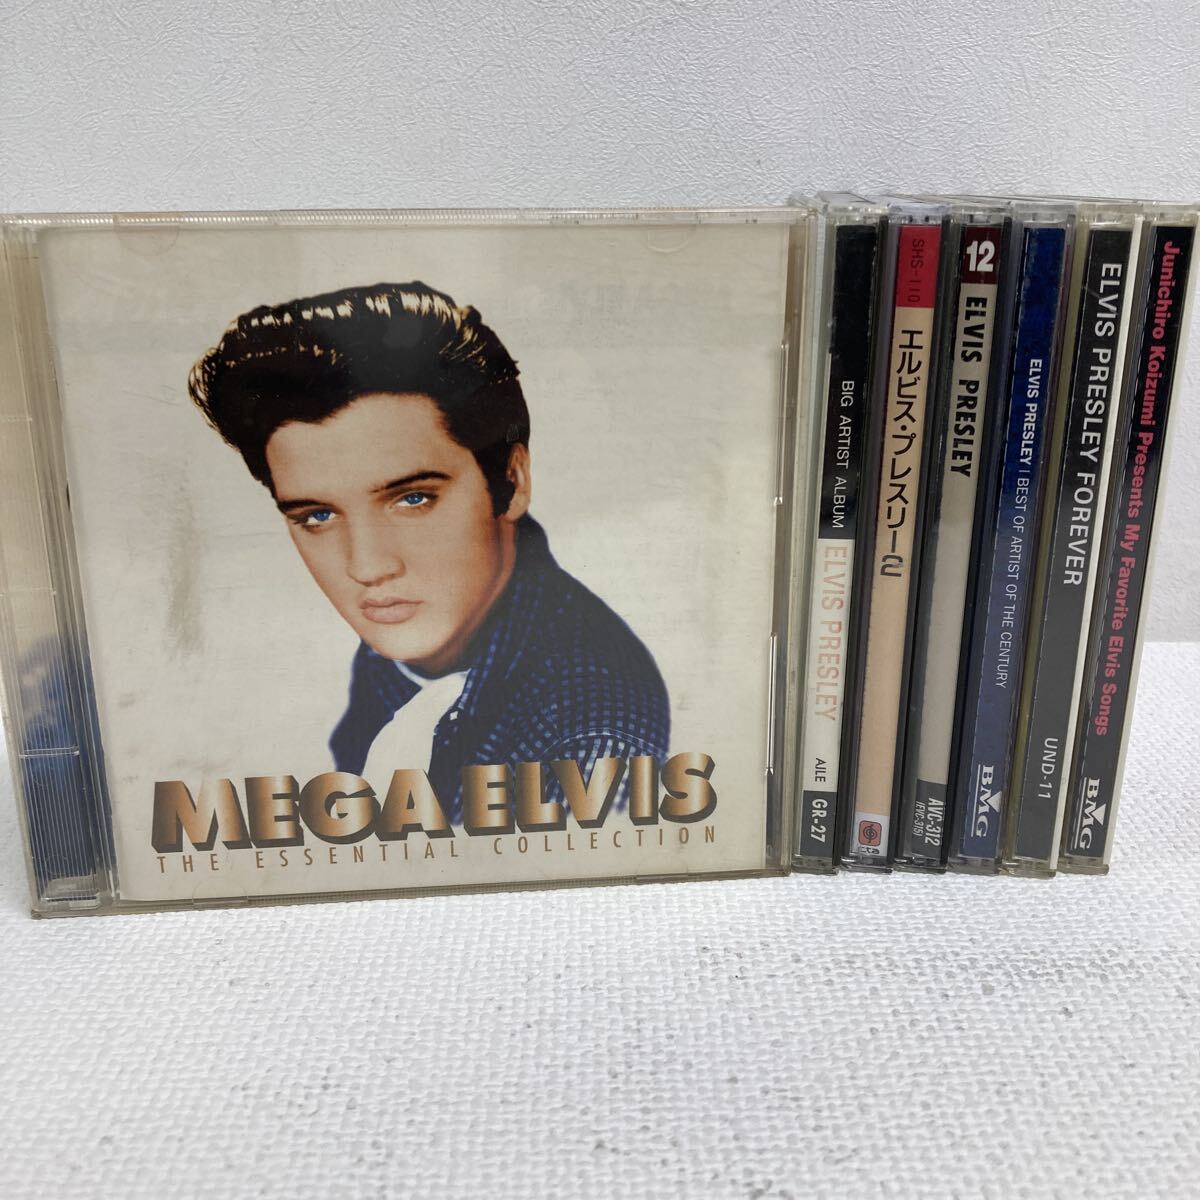 MEGA ELVIS
THE ESSENTIAL COLLECTION
BIG ARTIST ALBUM ELVIS PRESLEY AJLE GR-27
SHS-110 エルビス・プレスリー2
12 ELVIS PRESLEY AVC-312
(EVC-315)
ELVIS PRESLEY | BEST OF ARTIST OF THE CENTURY BMG
ELVIS PRESLEY FOREVER UND-11
Junichiro Koizumi Presents My Favorite Elvis Songs BMG